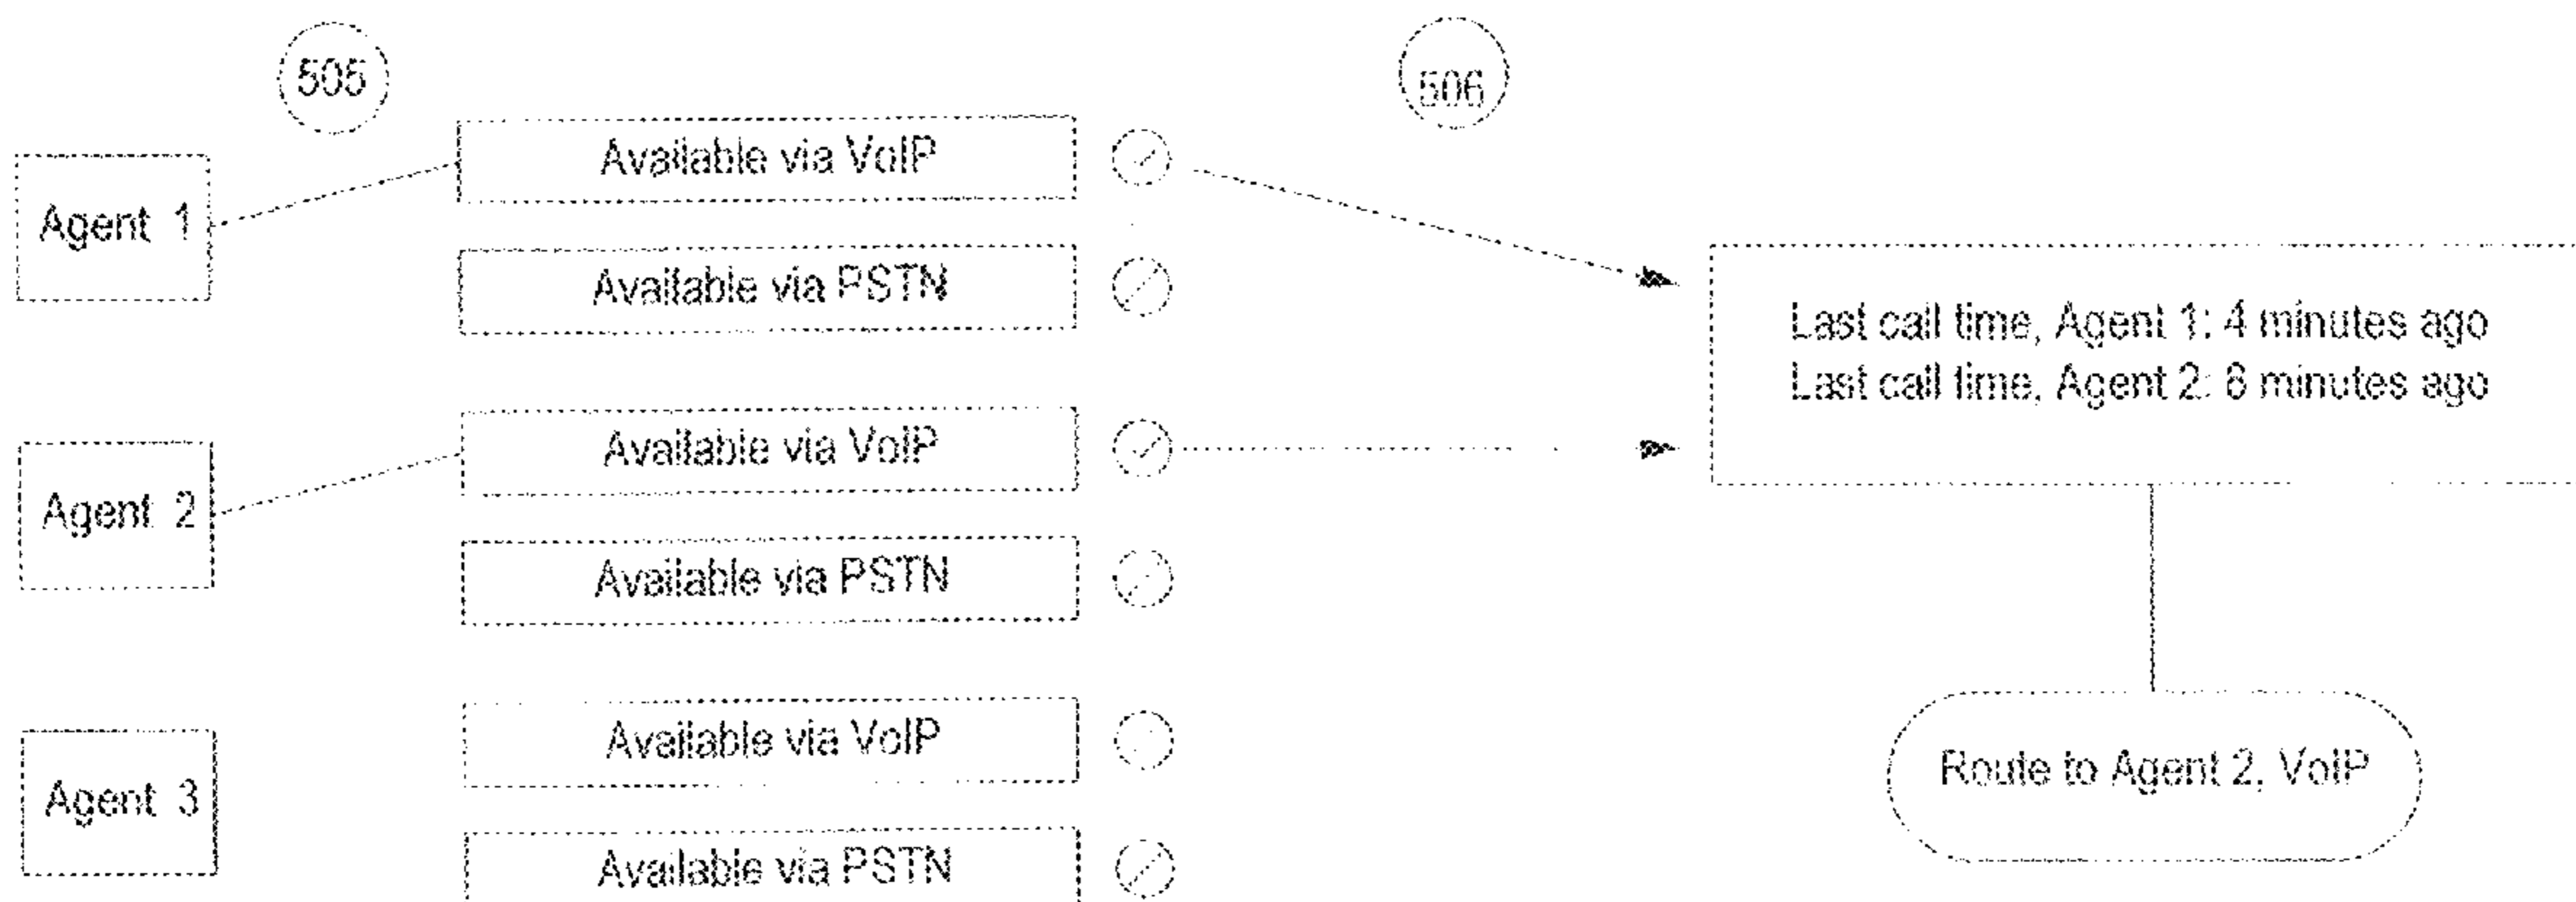 505
506
Agent 1
Available via VoIP
Available via PSTN
Last call time, Agent 1: 4 minutes ago
Last call time, Agent 2: 8 minutes ago
Agent 2
Available via VoIP
Available via PSTN
Agent 3
Available via VoIP
Available via PSTN
Route to Agent 2, VoIP